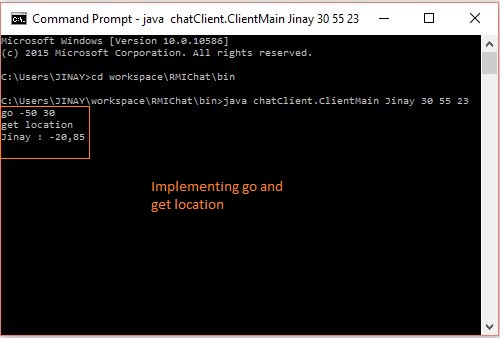 Command Prompt - java  chatClient.ClientMain Jinay 30 55 23
Microsoft Windows [Version 10.0.10586]
(c) 2015 Microsoft Corporation. All rights reserved.
C:\Users\JINAY>cd workspace\RMIChat\bin
C:\Users\JINAY\workspace\RMIChat\bin>java chatClient.ClientMain Jinay 30 55 23
go -50 30
get location
Jinay : -20,85
Implementing go and
get location